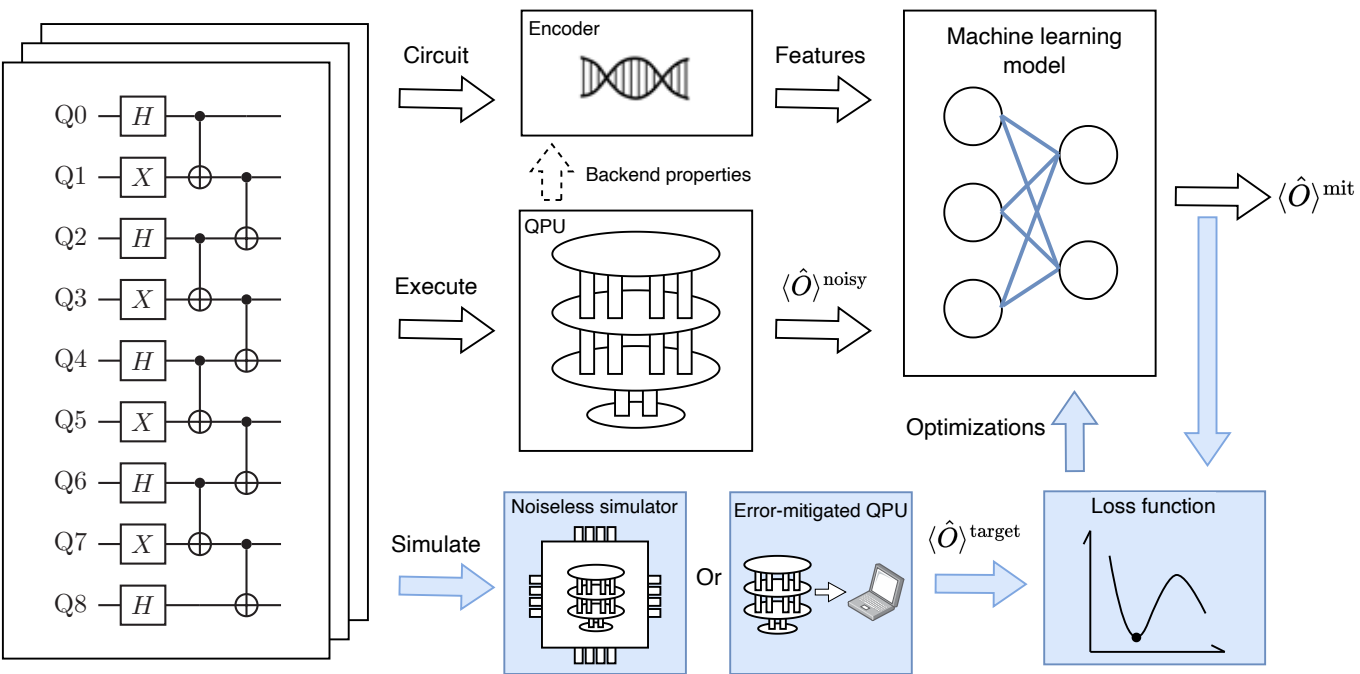 Q0 H
Q1 X
Q2 H
Q3 X
Q4 H
Q5 X
Q6 H
Q7 X
Q8 H
Circuit
Encoder
Features
Machine learning
model
Backend properties
QPU
Execute
⟨Ô⟩^noisy
⟨Ô⟩^mit
Optimizations
Simulate
Noiseless simulator
Or
Error-mitigated QPU
⟨Ô⟩^target
Loss function